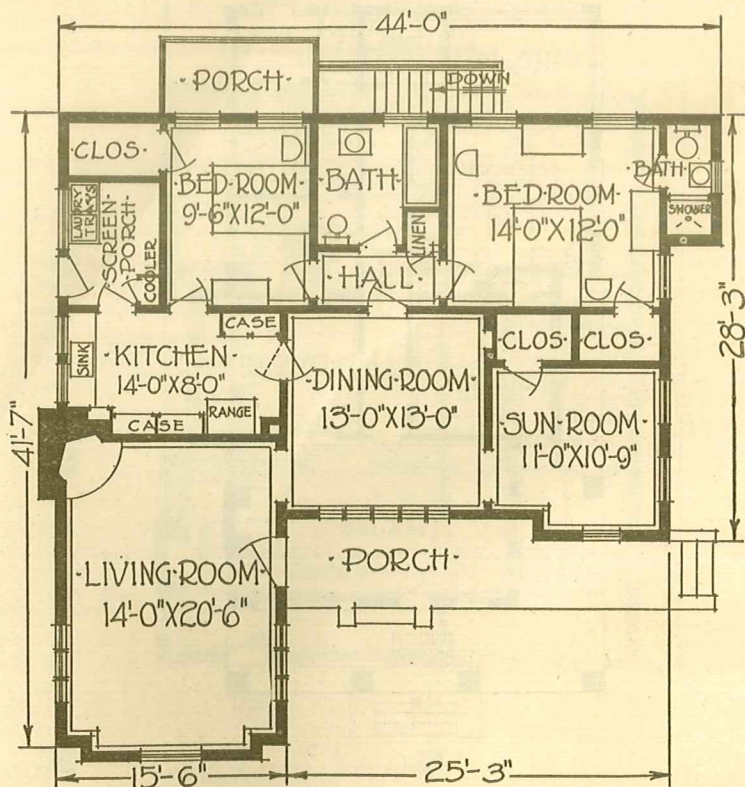 44'-0"
·PORCH·
DOWN
·CLOS·
·BED·ROOM·
9'-6"X12'-0"
·BATH·
·BED·ROOM·
14'-0"X12'-0"
BATH
SHOWER
LAUDRY
TRAY'S
SCREEN·
PORCH·
COOLER
LINEN
·HALL·
CASE
SINK
·KITCHEN·
14'-0"X8'-0"
CASE
RANGE
·DINING·ROOM·
13'-0"X13'-0"
·CLOS·
·CLOS·
·SUN·ROOM·
11'-0"X10'-9"
28'-3"
41'-7"
·LIVING·ROOM·
14'-0"X20'-6"
·PORCH·
15'-6"
25'-3"